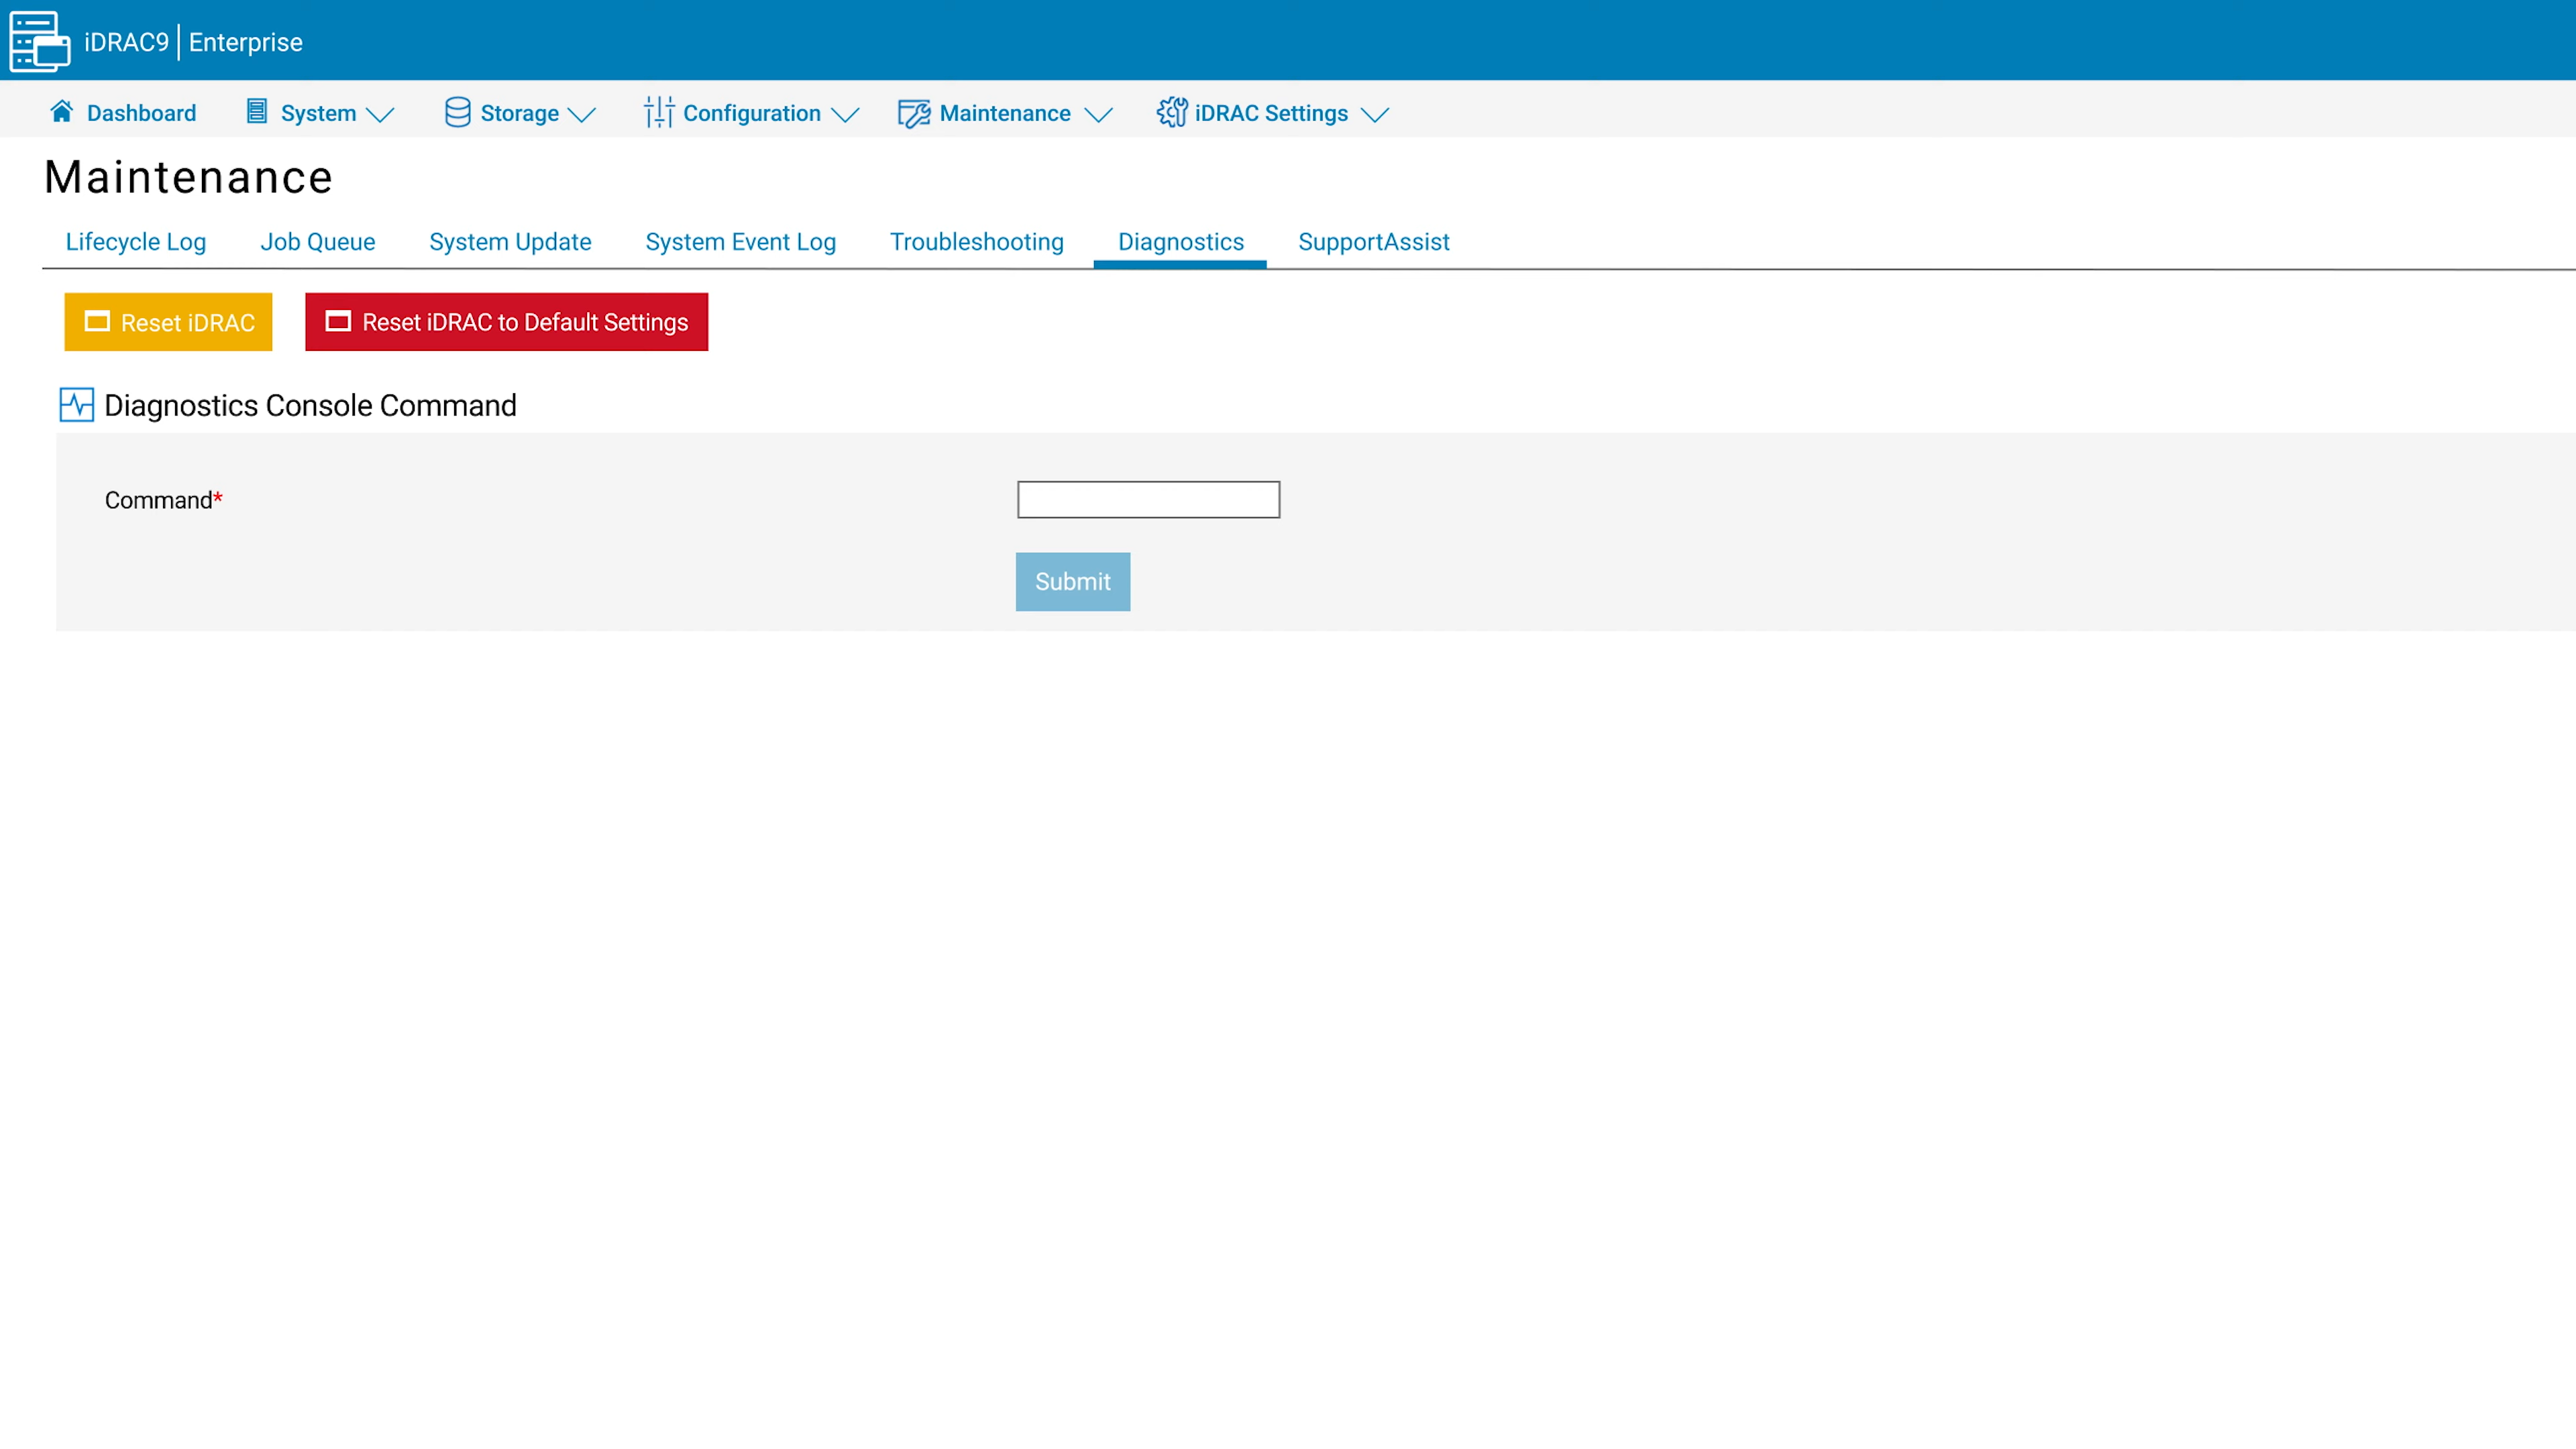 iDRAC9 | Enterprise
Dashboard System Storage Configuration Maintenance iDRAC Settings
Maintenance
Lifecycle Log Job Queue System Update System Event Log Troubleshooting Diagnostics SupportAssist
Reset iDRAC Reset iDRAC to Default Settings
Diagnostics Console Command
Command*
Submit